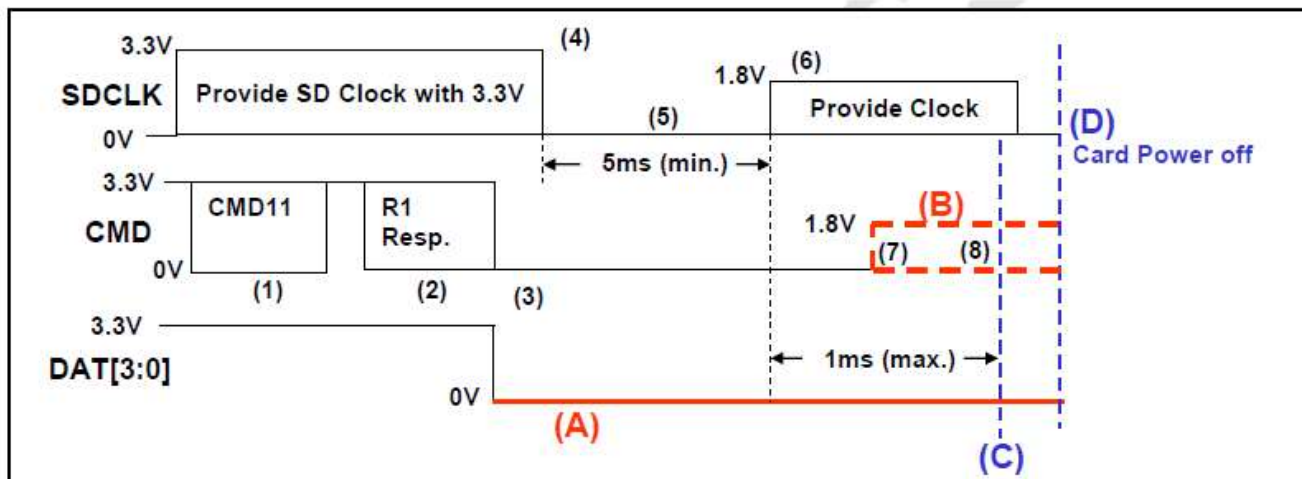 3.3V
(4)
1.8V
(6)
SDCLK
Provide SD Clock with 3.3V
Provide Clock
(5)
0V
(D)
5ms (min.)
Card Power off
3.3V
CMD11
R1
Resp.
CMD
1.8V
(B)
(7)
(8)
0V
(1)
(2)
(3)
3.3V
DAT[3:0]
1ms (max.)
0V
(A)
(C)